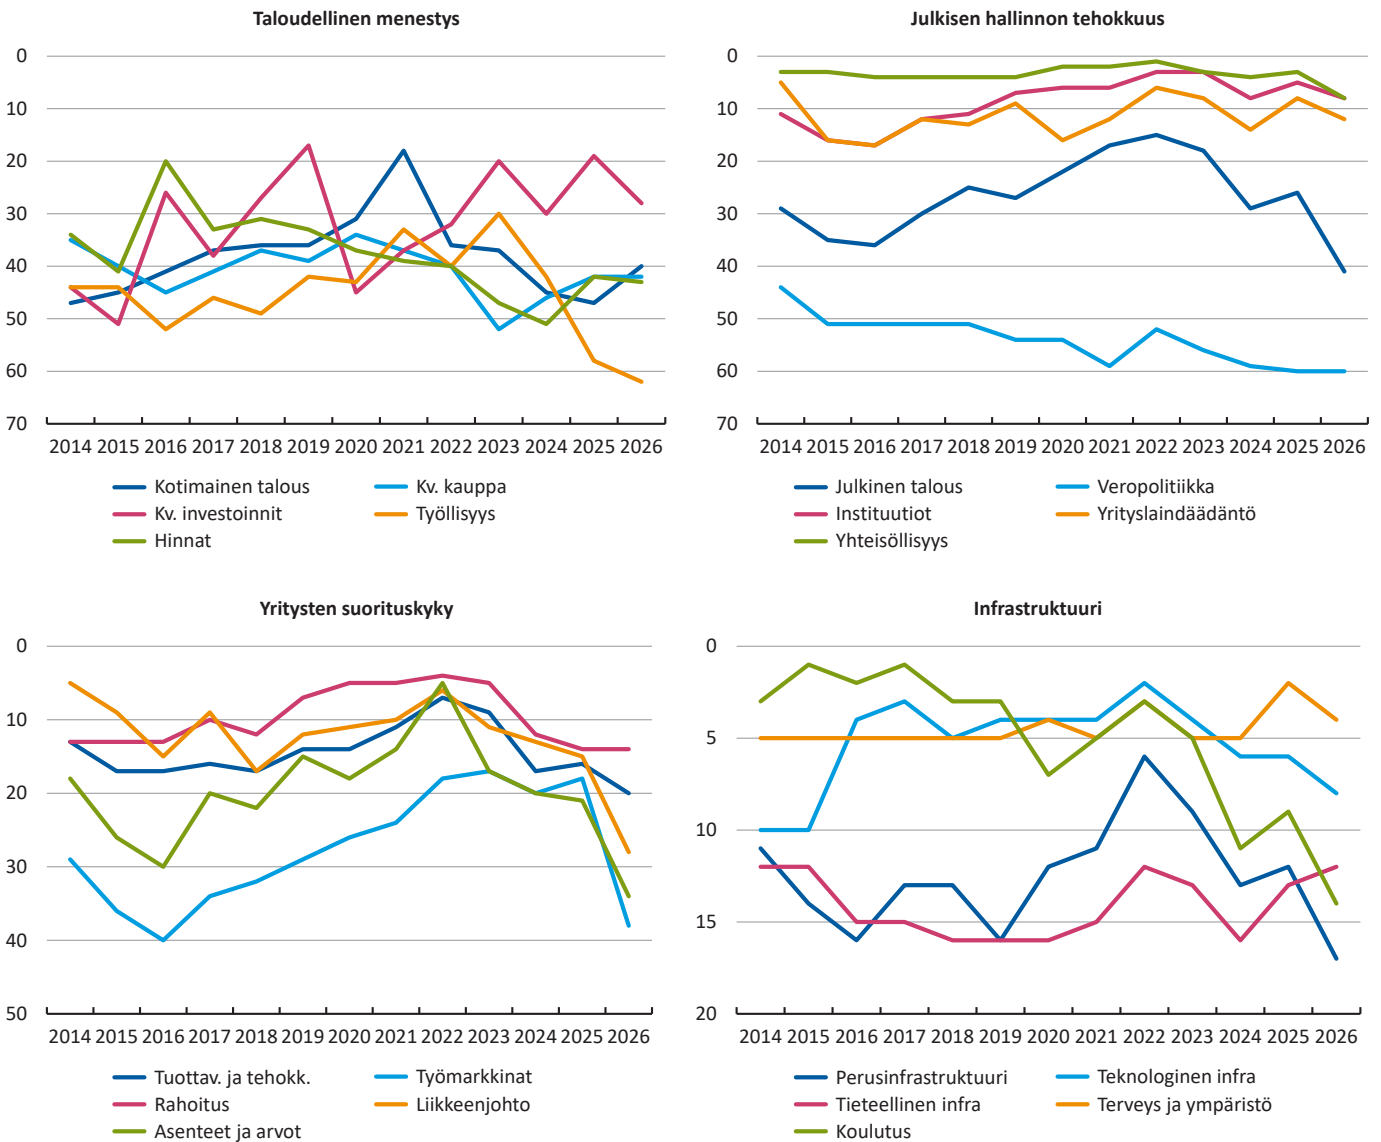 Taloudellinen menestys
0
10
20
30
40
50
60
70
2014 2015 2016 2017 2018 2019 2020 2021 2022 2023 2024 2025 2026
Kotimainen talous Kv. kauppa
Kv. investoinnit Työllisyys
Hinnat
Julkisen hallinnon tehokkuus
0
10
20
30
40
50
60
70
2014 2015 2016 2017 2018 2019 2020 2021 2022 2023 2024 2025 2026
Julkinen talous Veropolitiikka
Instituutiot Yrityslaindäädäntö
Yhteisöllisyys
Yritysten suorituskyky
0
10
20
30
40
50
2014 2015 2016 2017 2018 2019 2020 2021 2022 2023 2024 2025 2026
Tuottav. ja tehokk. Työmarkkinat
Rahoitus Liikkeenjohto
Asenteet ja arvot
Infrastruktuuri
0
5
10
15
20
2014 2015 2016 2017 2018 2019 2020 2021 2022 2023 2024 2025 2026
Perusinfrastruktuuri Teknologinen infra
Tieteellinen infra Terveys ja ympäristö
Koulutus